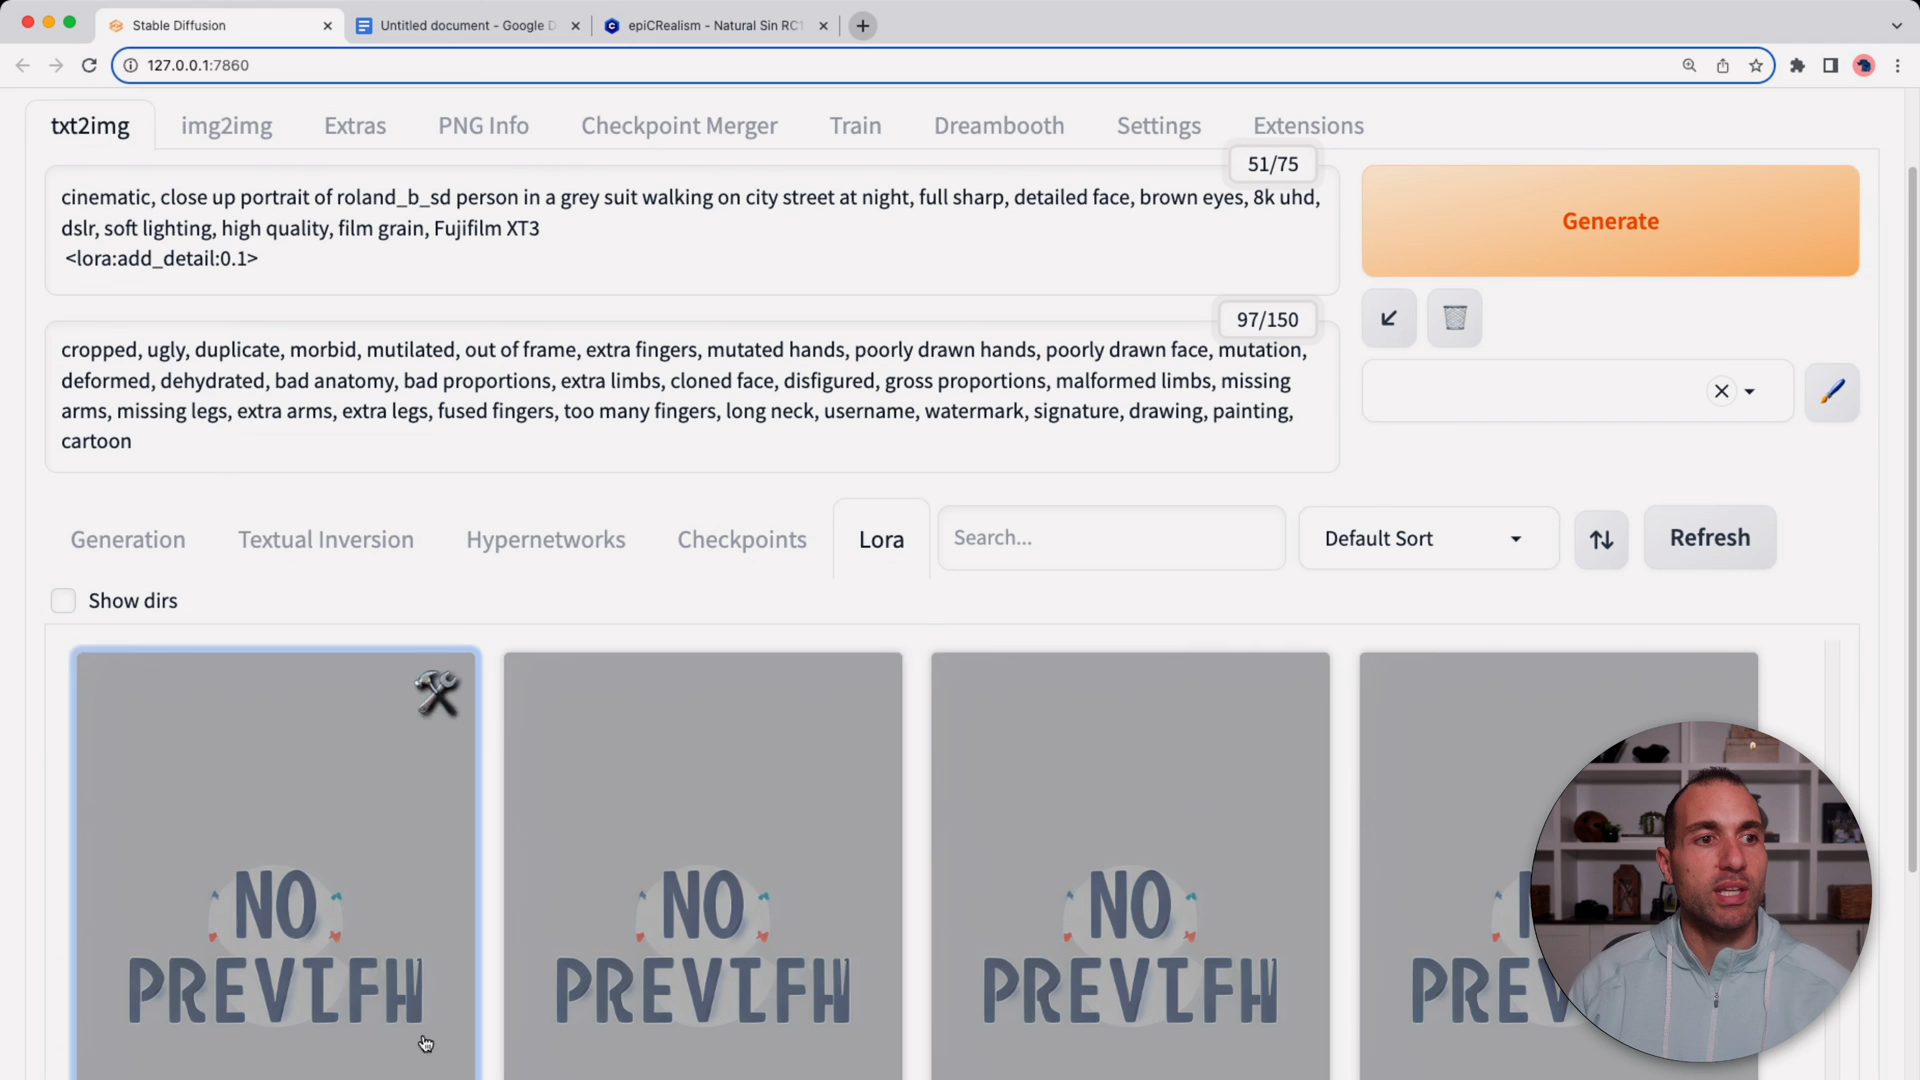 Stable Diffusion
Untitled document - Google D
epiCRealism - Natural Sin RC1
127.0.0.1:7860
txt2img
img2img
Extras
PNG Info
Checkpoint Merger
Train
Dreambooth
Settings
Extensions
51/75
cinematic, close up portrait of roland_b_sd person in a grey suit walking on city street at night, full sharp, detailed face, brown eyes, 8k uhd,
dslr, soft lighting, high quality, film grain, Fujifilm XT3
<lora:add_detail:0.1>
Generate
97/150
cropped, ugly, duplicate, morbid, mutilated, out of frame, extra fingers, mutated hands, poorly drawn hands, poorly drawn face, mutation,
deformed, dehydrated, bad anatomy, bad proportions, extra limbs, cloned face, disfigured, gross proportions, malformed limbs, missing
arms, missing legs, extra arms, extra legs, fused fingers, too many fingers, long neck, username, watermark, signature, drawing, painting,
cartoon
Generation
Textual Inversion
Hypernetworks
Checkpoints
Lora
Search...
Default Sort
Refresh
Show dirs
NO
PREVIEW
NO
PREVIEW
NO
PREVIEW